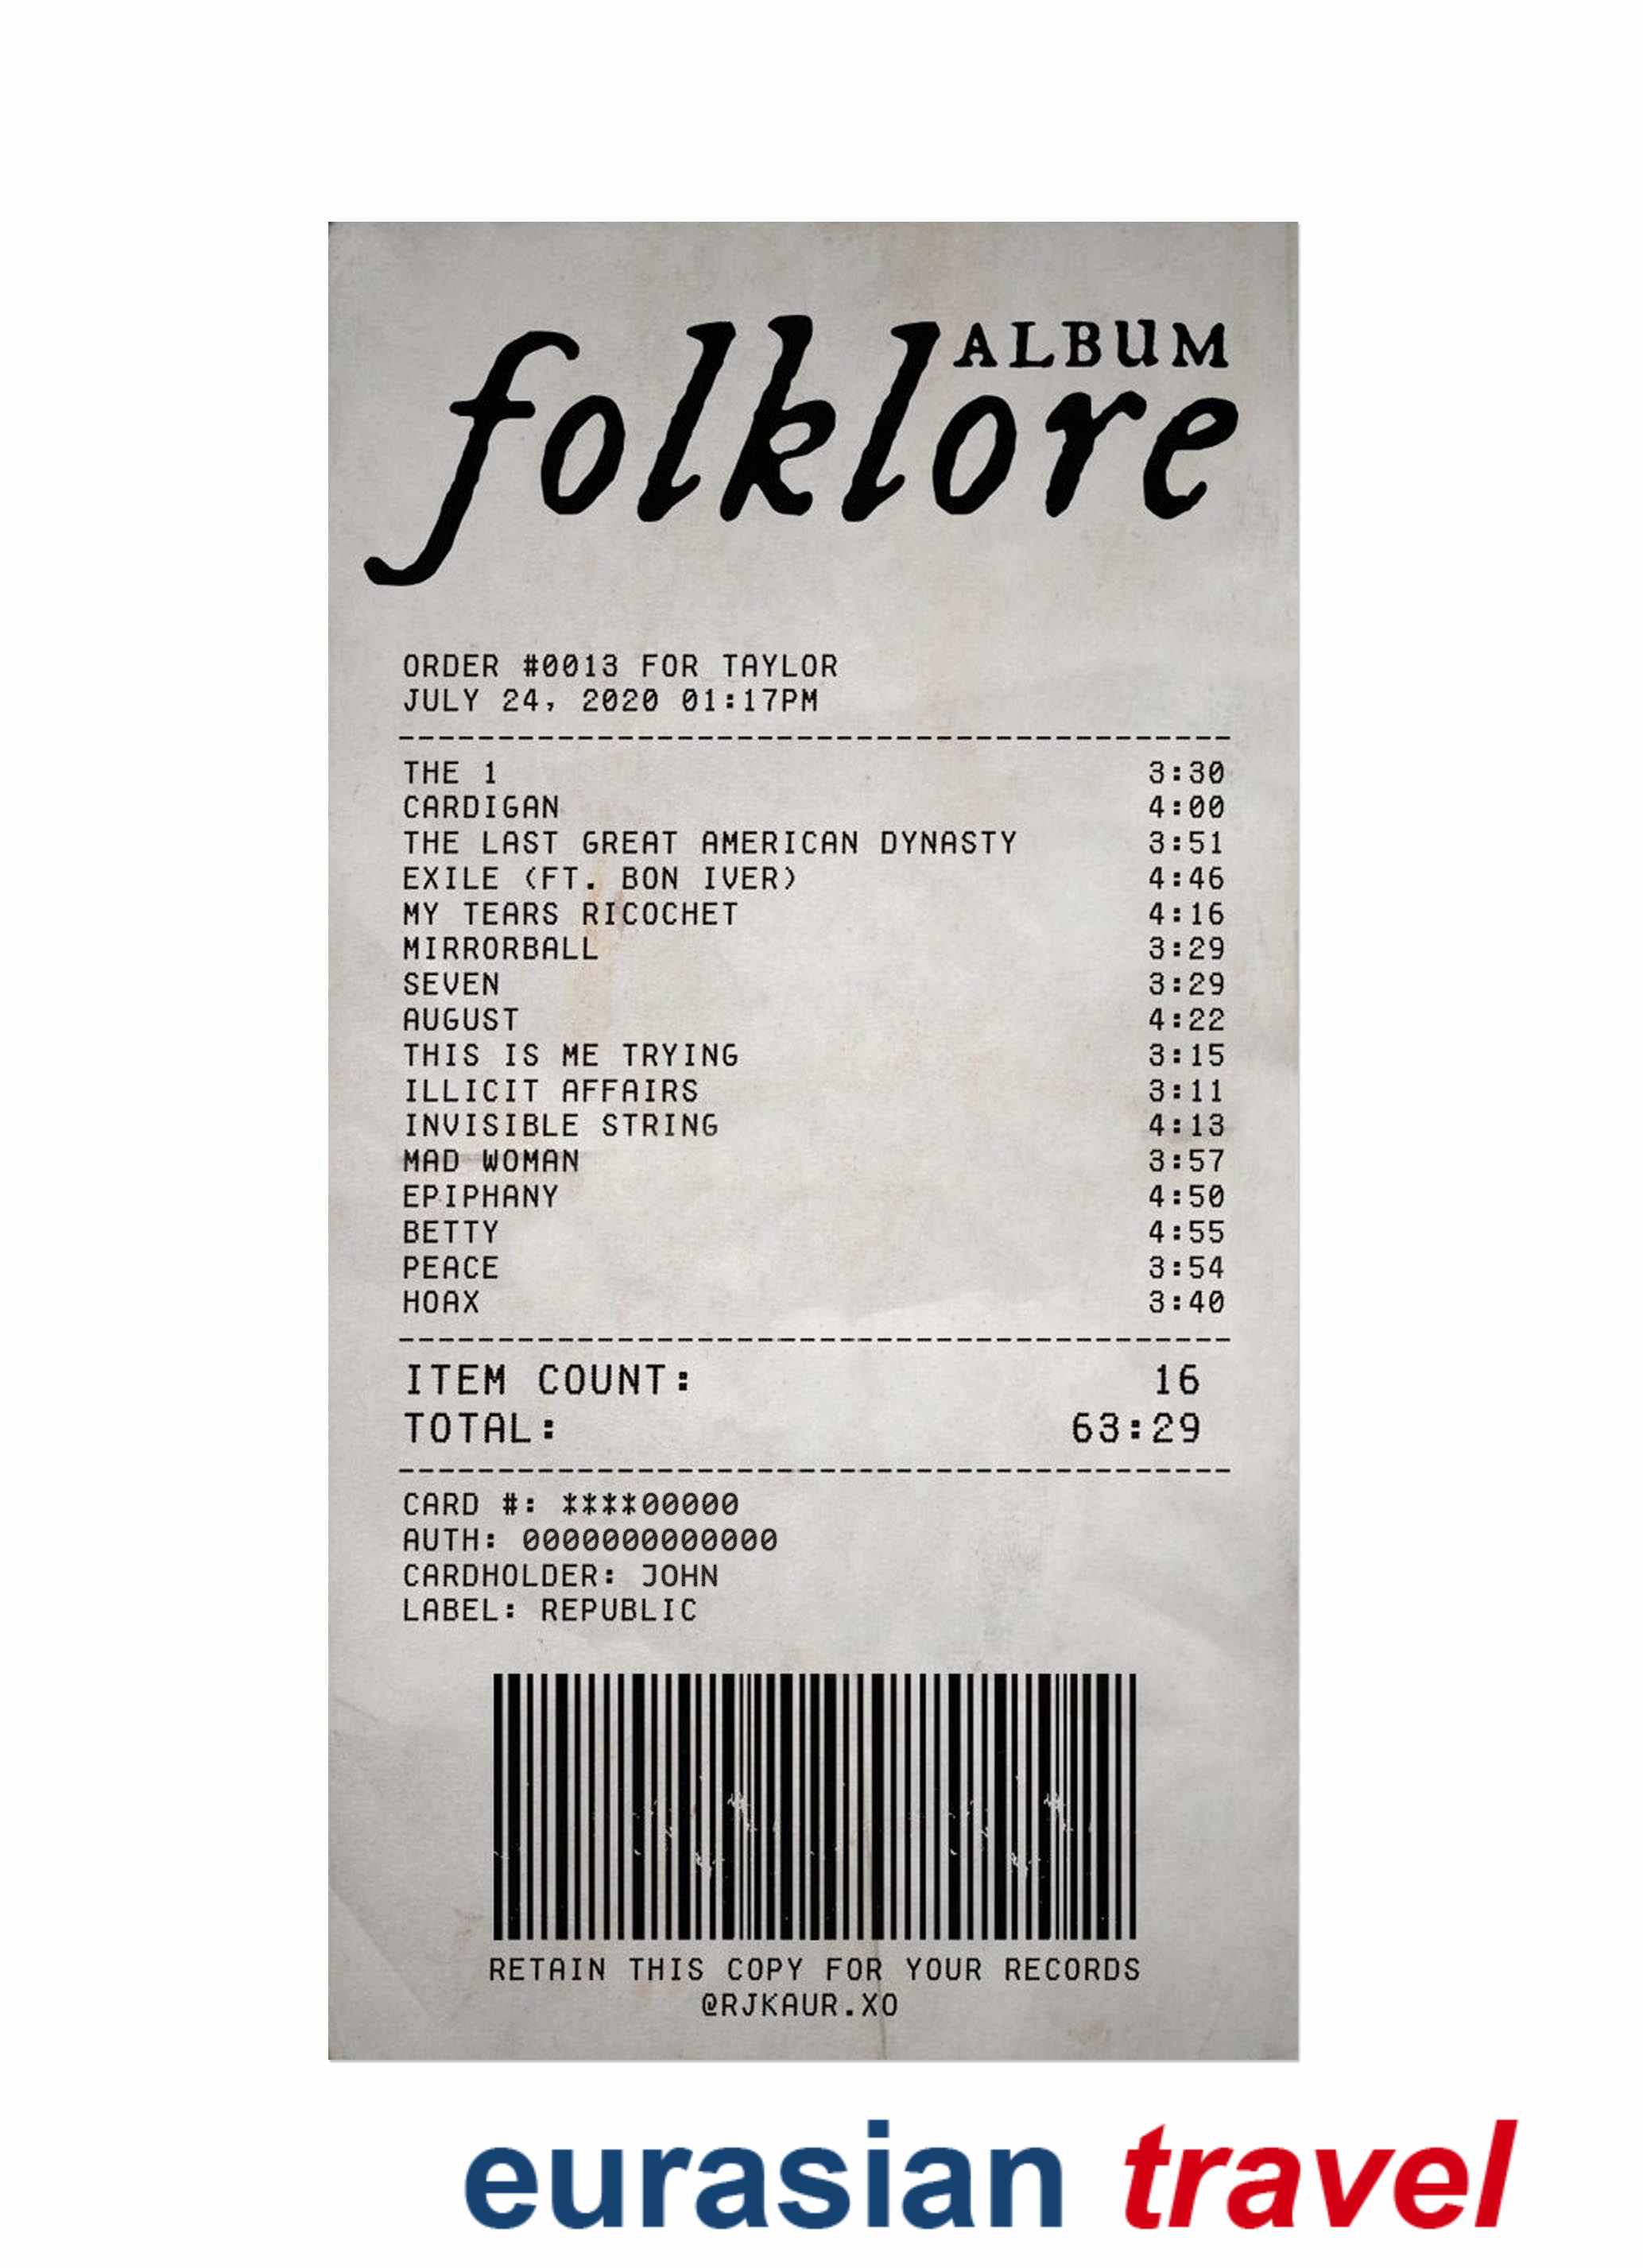 ALBUM
folklore
ORDER #0013 FOR TAYLOR
JULY 24, 2020 01:17PM
THE 1 3:30
CARDIGAN 4:00
THE LAST GREAT AMERICAN DYNASTY 3:51
EXILE (FT. BON IVER) 4:46
MY TEARS RICOCHET 4:16
MIRRORBALL 3:29
SEVEN 3:29
AUGUST 4:22
THIS IS ME TRYING 3:15
ILLICIT AFFAIRS 3:11
INVISIBLE STRING 4:13
MAD WOMAN 3:57
EPIPHANY 4:50
BETTY 4:55
PEACE 3:54
HOAX 3:40
ITEM COUNT: 16
TOTAL: 63:29
CARD #: ****00000
AUTH: 0000000000000
CARDHOLDER: JOHN
LABEL: REPUBLIC
RETAIN THIS COPY FOR YOUR RECORDS
@RJKAUR.XO
eurasian travel